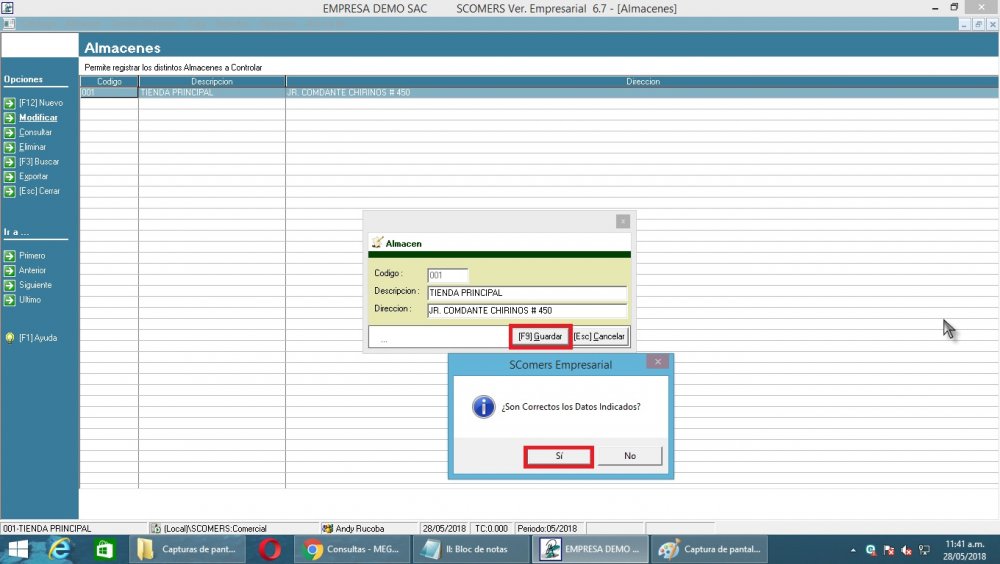 EMPRESA DEMO SAC SCOMERS Ver. Empresarial 6.7 - [Almacenes]
Almacenes
Permite registrar los distintos Almacenes a Controlar
Opciones
[F12] Nuevo
Modificar
Consultar
Eliminar
[F3] Buscar
Exportar
[Esc] Cerrar
Ir a ...
Primero
Anterior
Siguiente
Ultimo
[F1] Ayuda
Codigo Descripcion Direccion
001 TIENDA PRINCIPAL JR. COMDANTE CHIRINOS # 450
Almacen
Codigo : 001
Descripcion : TIENDA PRINCIPAL
Direccion : JR. COMDANTE CHIRINOS # 450
... [F9] Guardar [Esc] Cancelar
SComers Empresarial
¿Son Correctos los Datos Indicados?
Sí No
001-TIENDA PRINCIPAL (Local)\SCOMERS:Comercial Andy Rucoba 28/05/2018 TC:0.000 Periodo:05/2018
Capturas de pant... Consultas - MEG... II: Bloc de notas EMPRESA DEMO ... Captura de pantal...
11:41 a.m.
28/05/2018